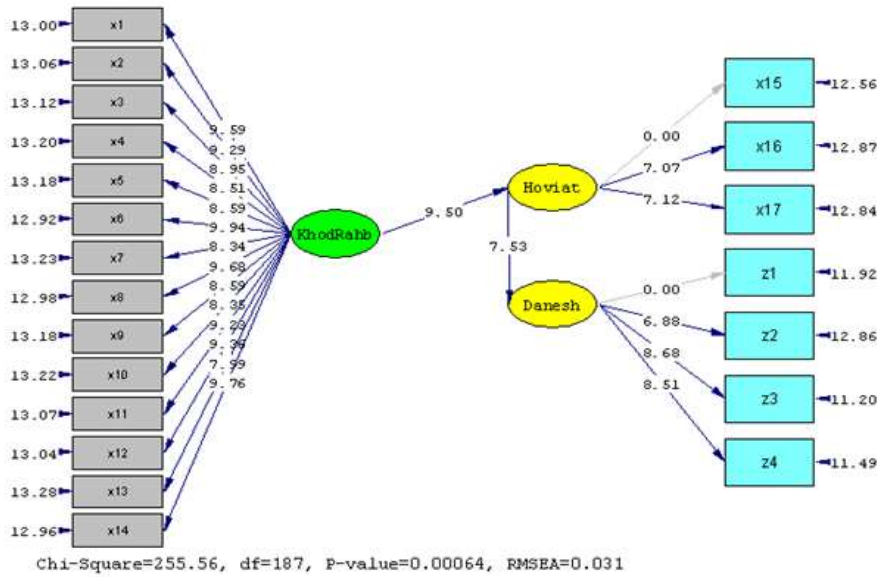 13.00 x1
13.06 x2
13.12 x3
13.20 x4
13.18 x5
12.92 x6
13.23 x7
12.98 x8
13.18 x9
13.22 x10
13.07 x11
13.04 x12
13.28 x13
12.96 x14
9.59
9.29
8.95
8.51
8.59
9.94
8.34
9.68
8.59
8.35
9.23
9.36
7.99
9.76
KhodRahb
9.50
Hoviat
7.53
Danesh
0.00
7.07
7.12
0.00
6.88
8.68
8.51
x15 12.56
x16 12.87
x17 12.84
z1 11.92
z2 12.86
z3 11.20
z4 11.49
Chi-Square=255.56, df=187, P-value=0.00064, RMSEA=0.031